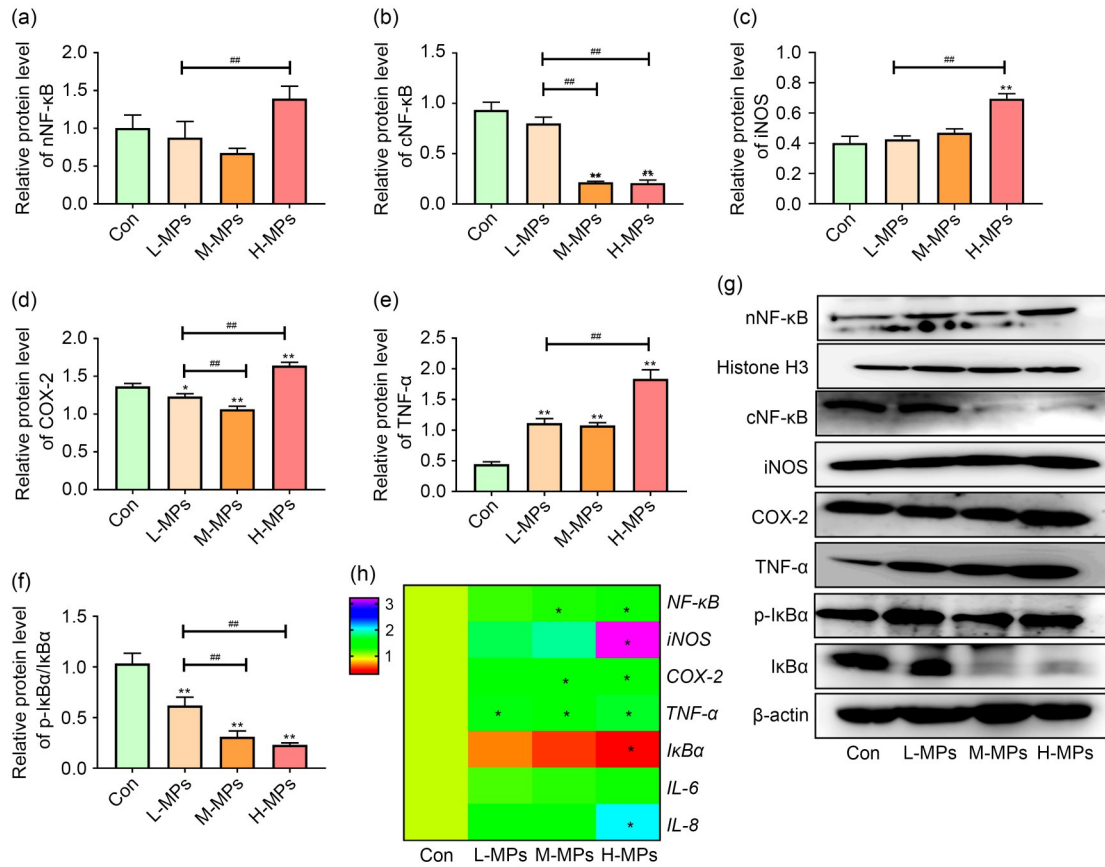 (a)
Relative protein level
of nNF-κB
2.0
1.5
1.0
0.5
0.0
##
Con
L-MPs
M-MPs
H-MPs
(b)
Relative protein level
of cNF-κB
1.5
1.0
0.5
0.0
##
##
**
**
Con
L-MPs
M-MPs
H-MPs
(c)
Relative protein level
of iNOS
1.0
0.8
0.6
0.4
0.2
0.0
##
**
Con
L-MPs
M-MPs
H-MPs
(d)
Relative protein level
of COX-2
2.0
1.5
1.0
0.5
0.0
##
##
*
**
**
Con
L-MPs
M-MPs
H-MPs
(e)
Relative protein level
of TNF-α
2.5
2.0
1.5
1.0
0.5
0.0
##
**
**
**
Con
L-MPs
M-MPs
H-MPs
(f)
Relative protein level
of p-IκBα/IκBα
1.5
1.0
0.5
0.0
##
##
**
**
**
Con
L-MPs
M-MPs
H-MPs
(g)
nNF-κB
Histone H3
cNF-κB
iNOS
COX-2
TNF-α
p-IκBα
IκBα
β-actin
Con L-MPs M-MPs H-MPs
(h)
3
2
1
* * NF-κB
* iNOS
* * COX-2
* * * TNF-α
* IκBα
IL-6
* IL-8
Con L-MPs M-MPs H-MPs